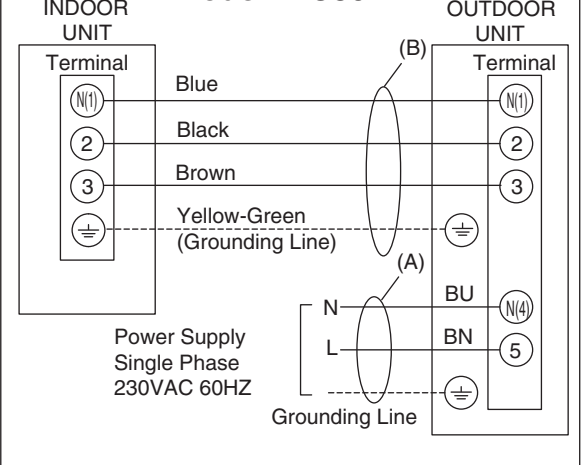 INDOOR
UNIT
OUTDOOR
UNIT
(B)
Terminal
Terminal
N(1)
Blue
N(1)
2
Black
2
3
Brown
3
Yellow-Green
(Grounding Line)
(A)
N
BU
N(4)
L
BN
5
Power Supply
Single Phase
230VAC 60HZ
Grounding Line